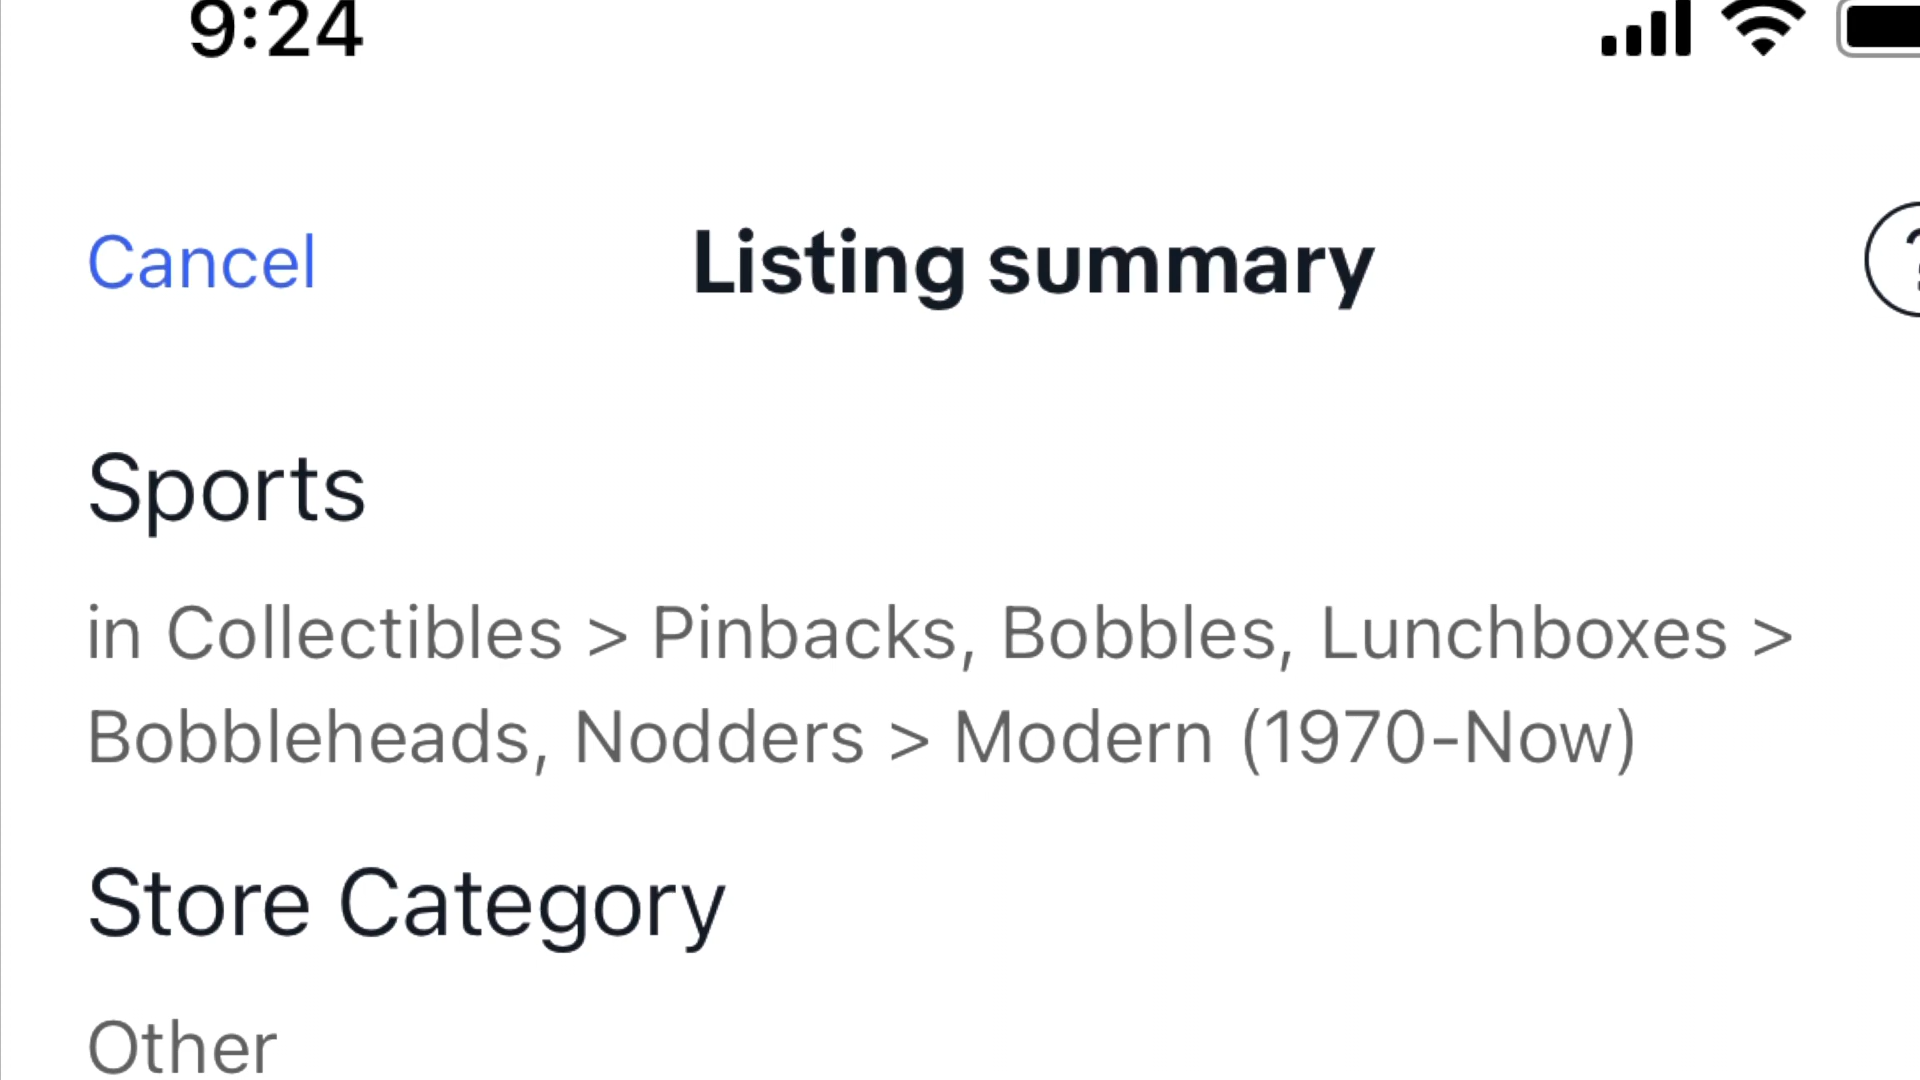 9:24
Cancel
Listing summary
?
Sports
in Collectibles > Pinbacks, Bobbles, Lunchboxes >
Bobbleheads, Nodders > Modern (1970-Now)
Store Category
Other